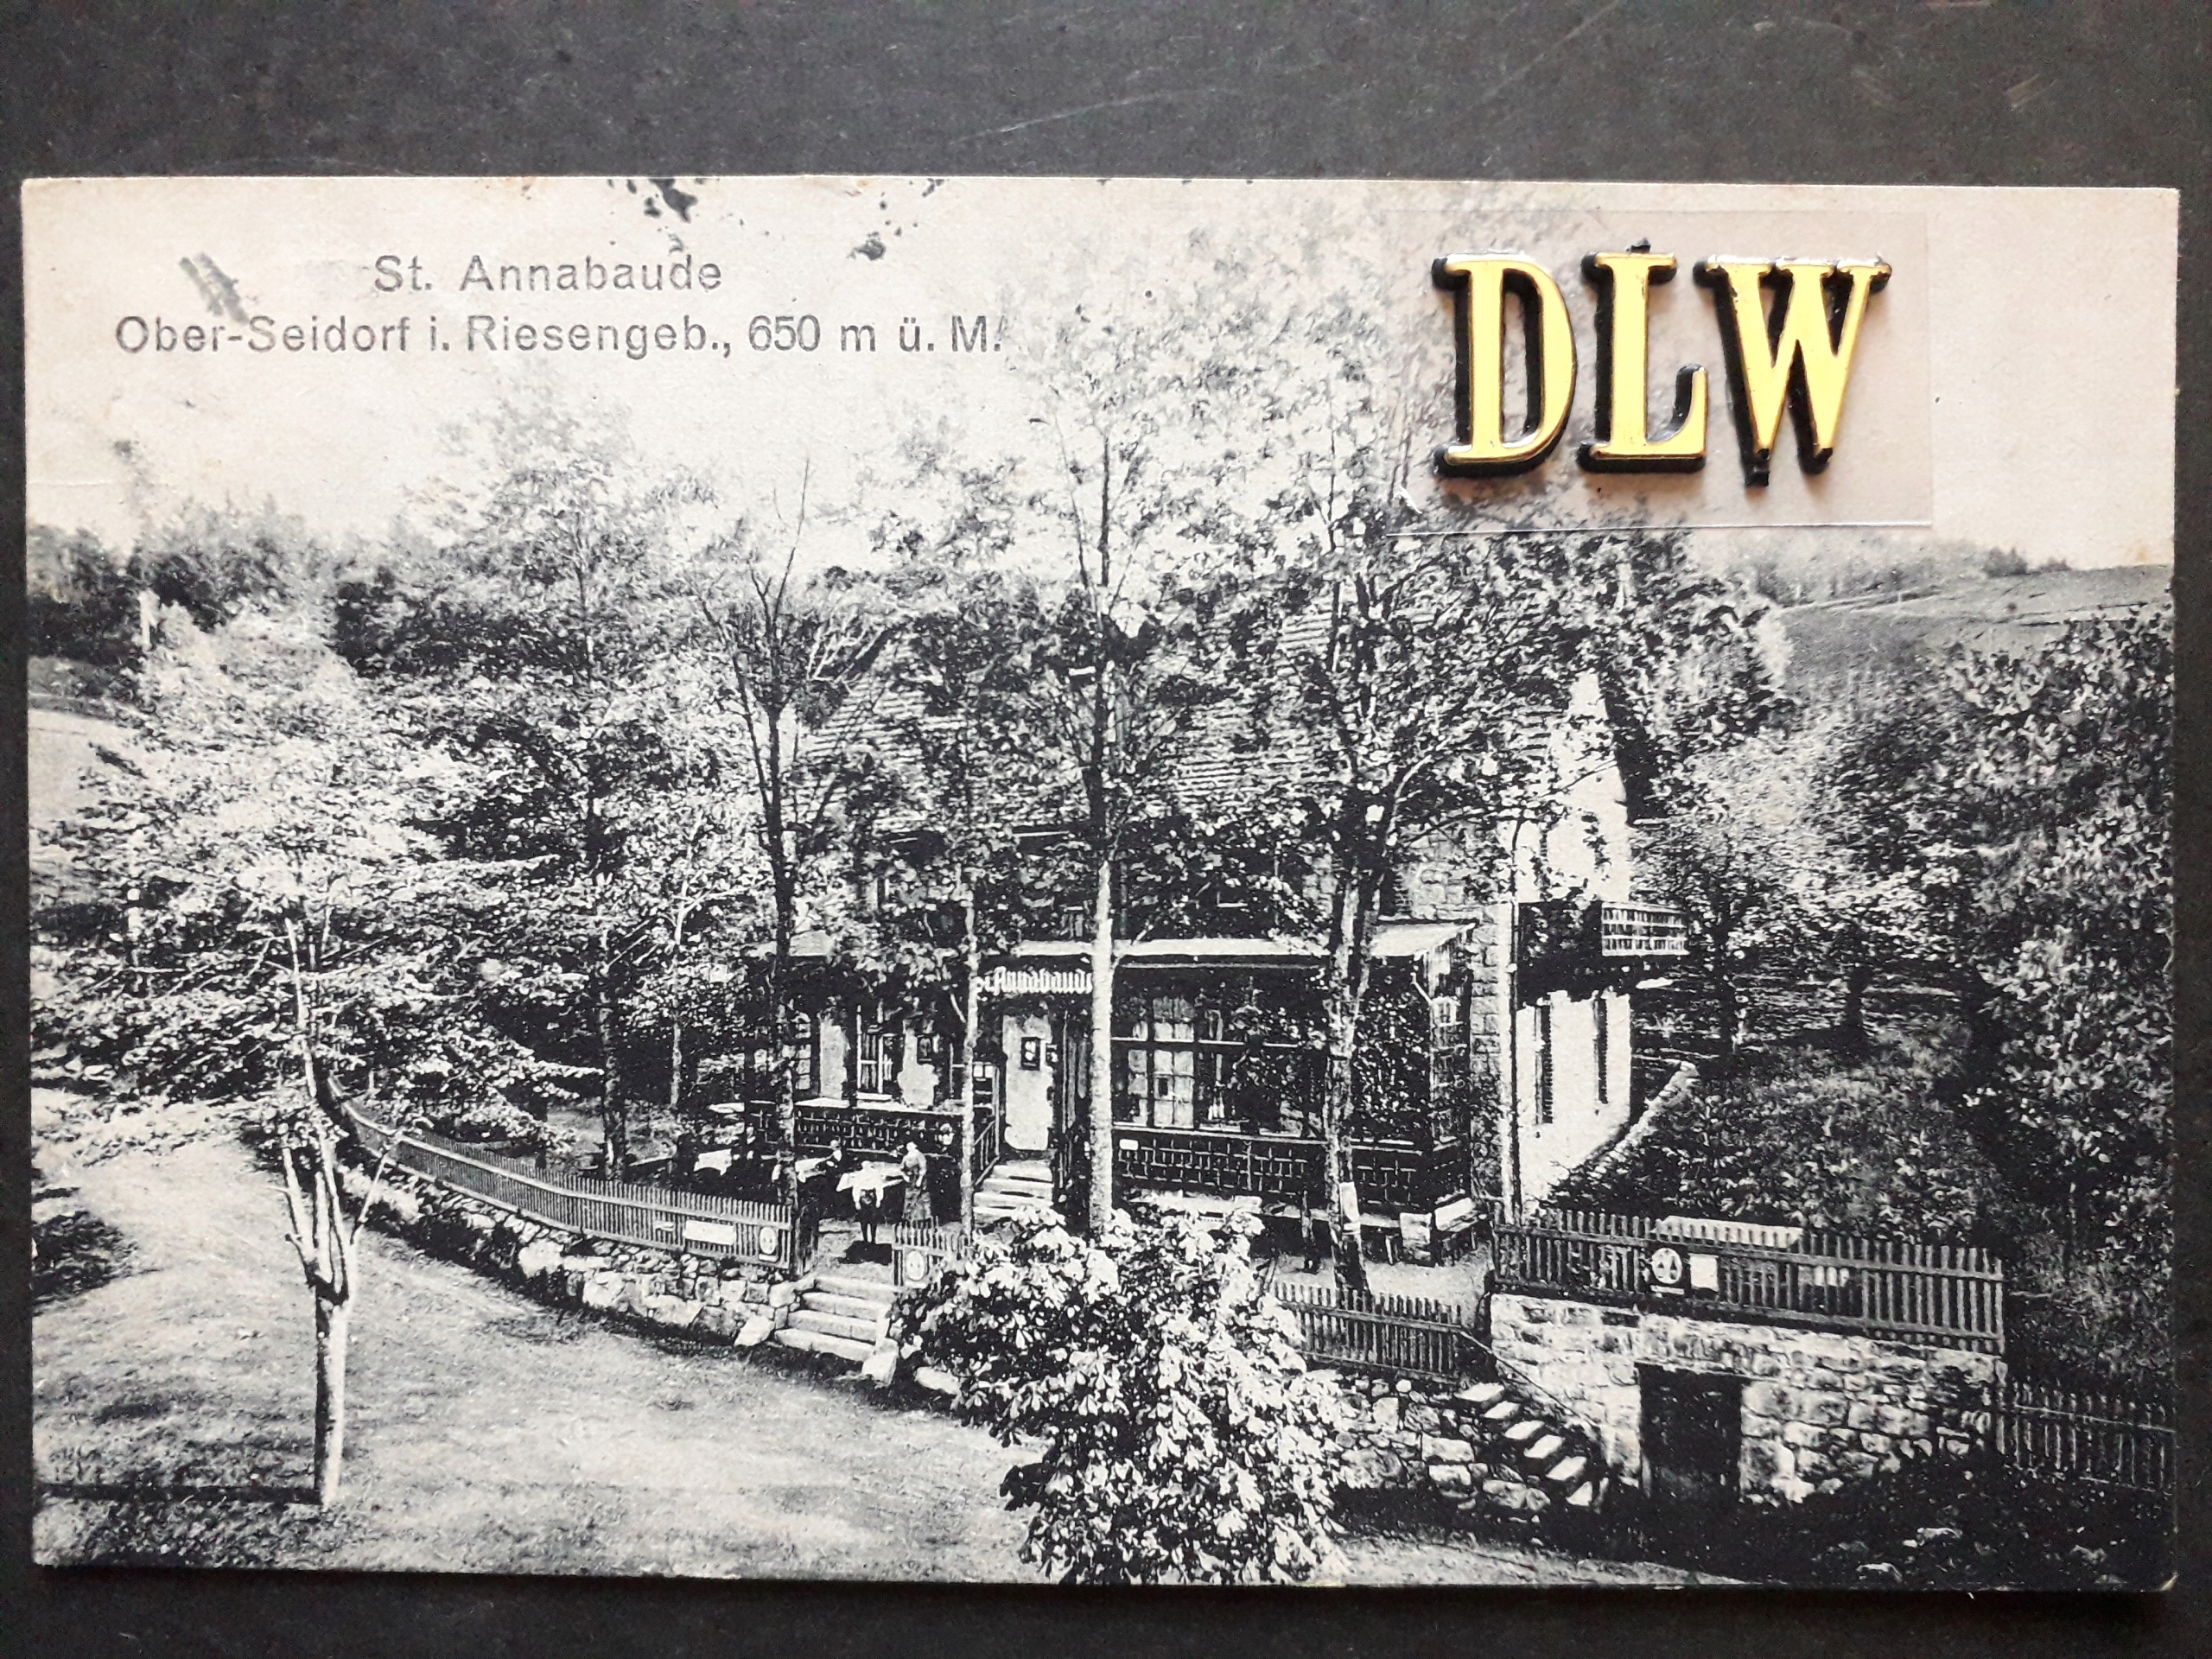 St. Annabaude
Ober-Seidorf i. Riesengeb., 650 m ü. M.
DLW
St. Annabaude